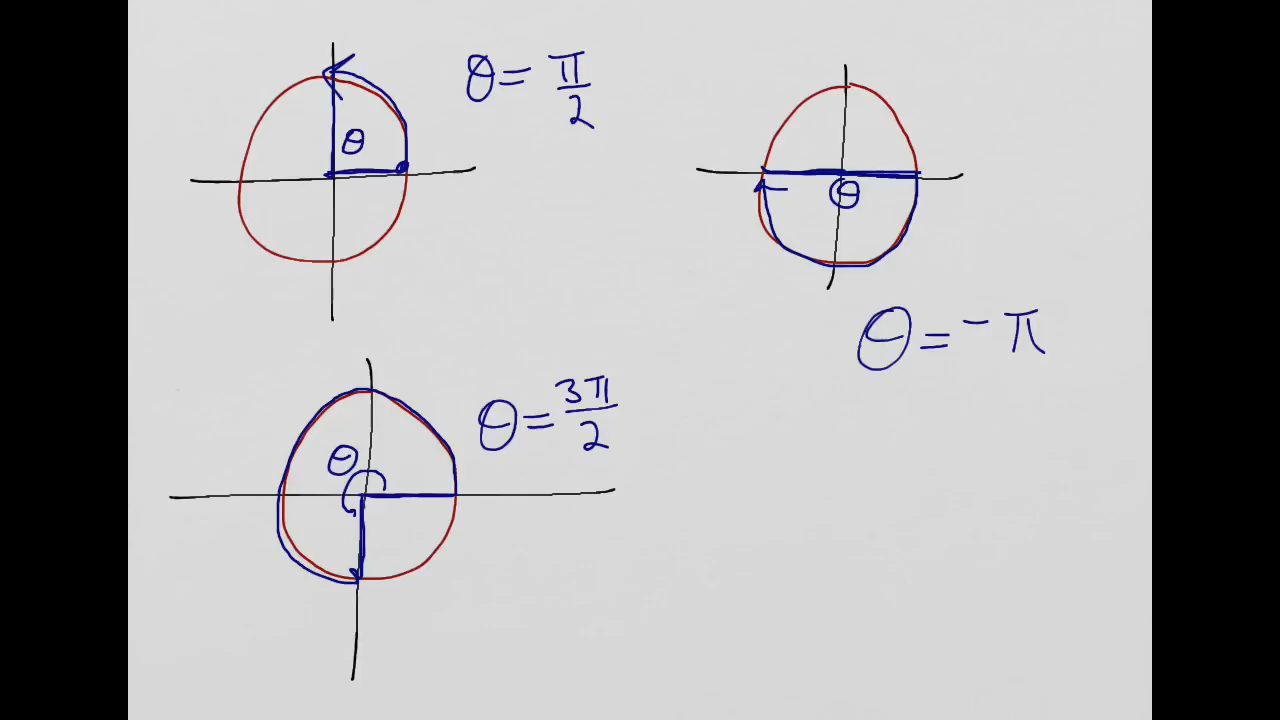 θ
θ = π/2
θ
θ = -π
θ
θ = 3π/2